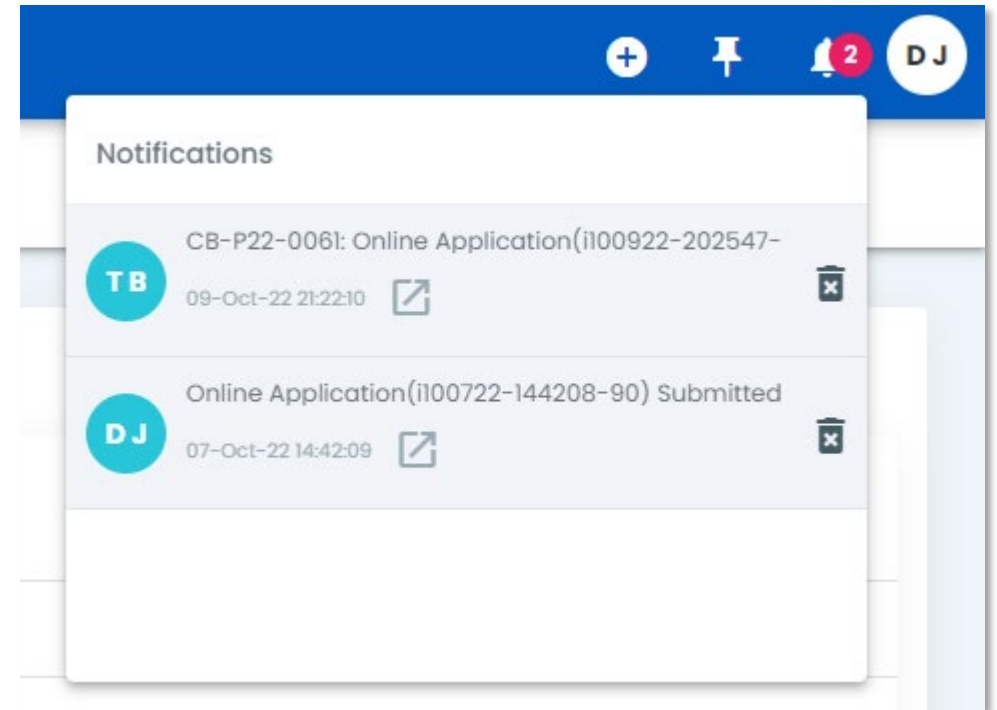 2
DJ
Notifications
CB-P22-0061: Online Application(i100922-202547-
TB
09-Oct-22 21:22:10
Online Application(i100722-144208-90) Submitted
DJ
07-Oct-22 14:42:09